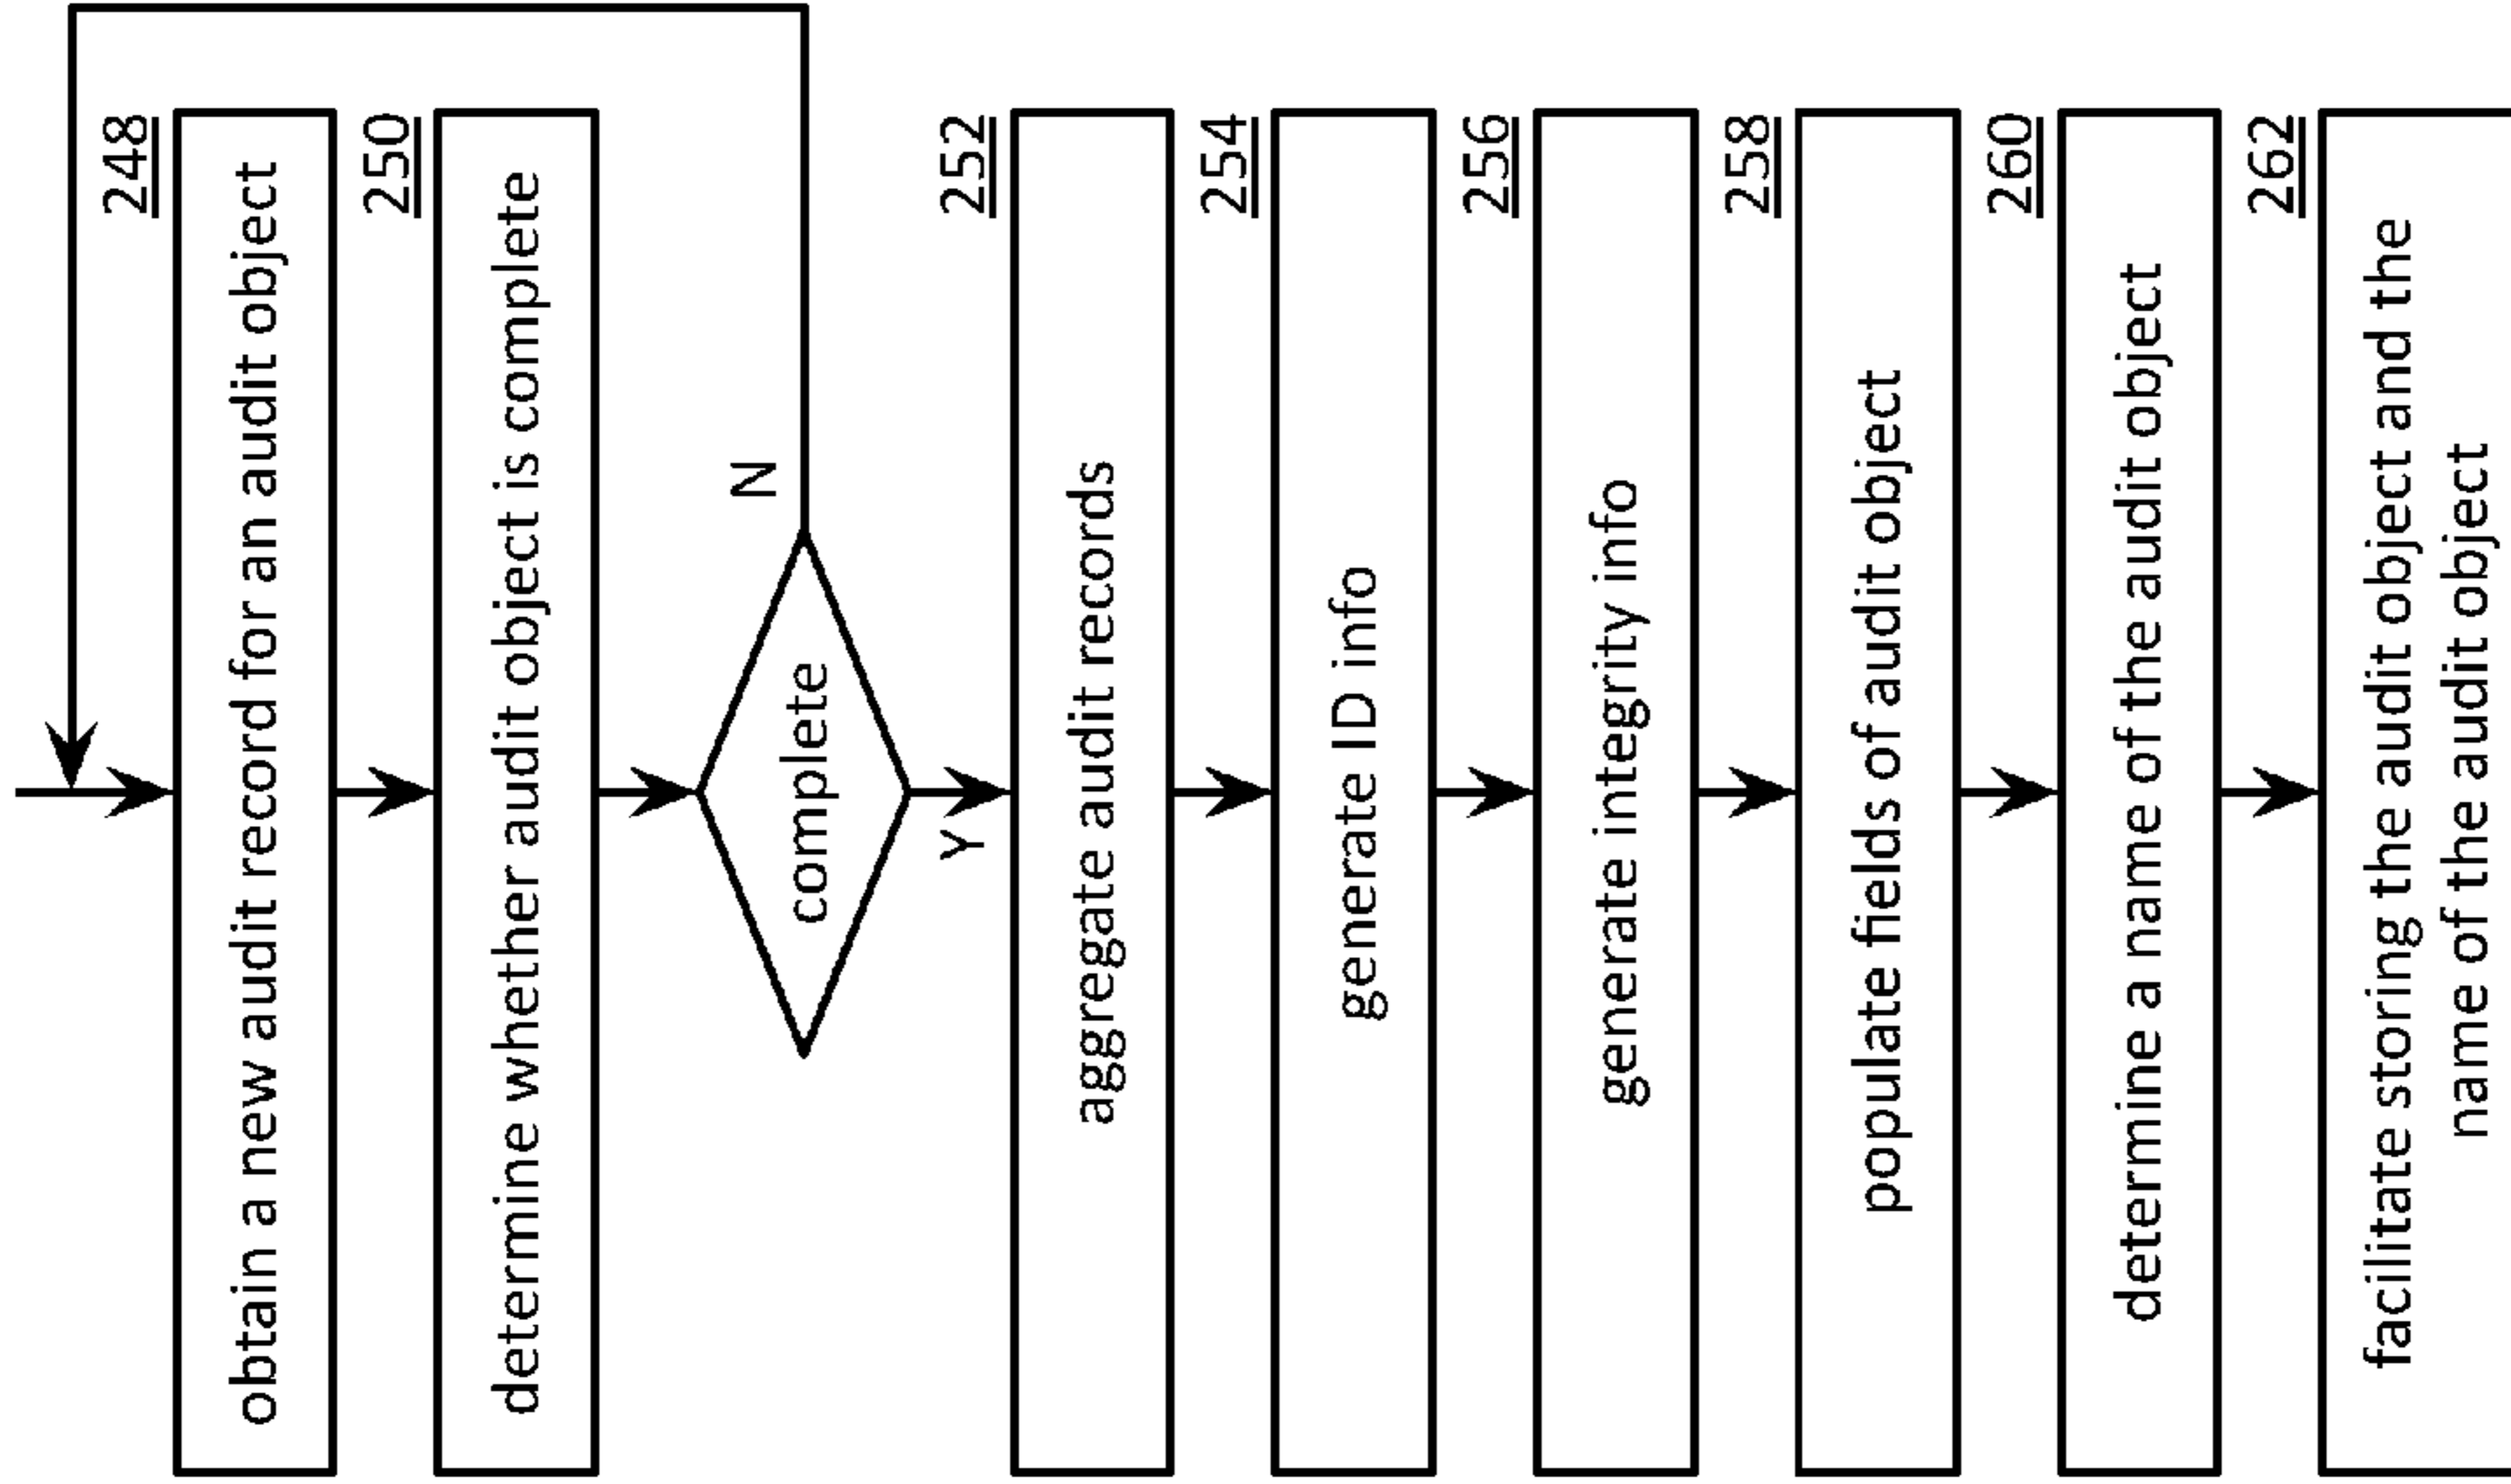 248
obtain a new audit record for an audit object
250
determine whether audit object is complete
complete
N
Y
252
aggregate audit records
254
generate ID info
256
generate integrity info
258
populate fields of audit object
260
determine a name of the audit object
262
facilitate storing the audit object and the
name of the audit object